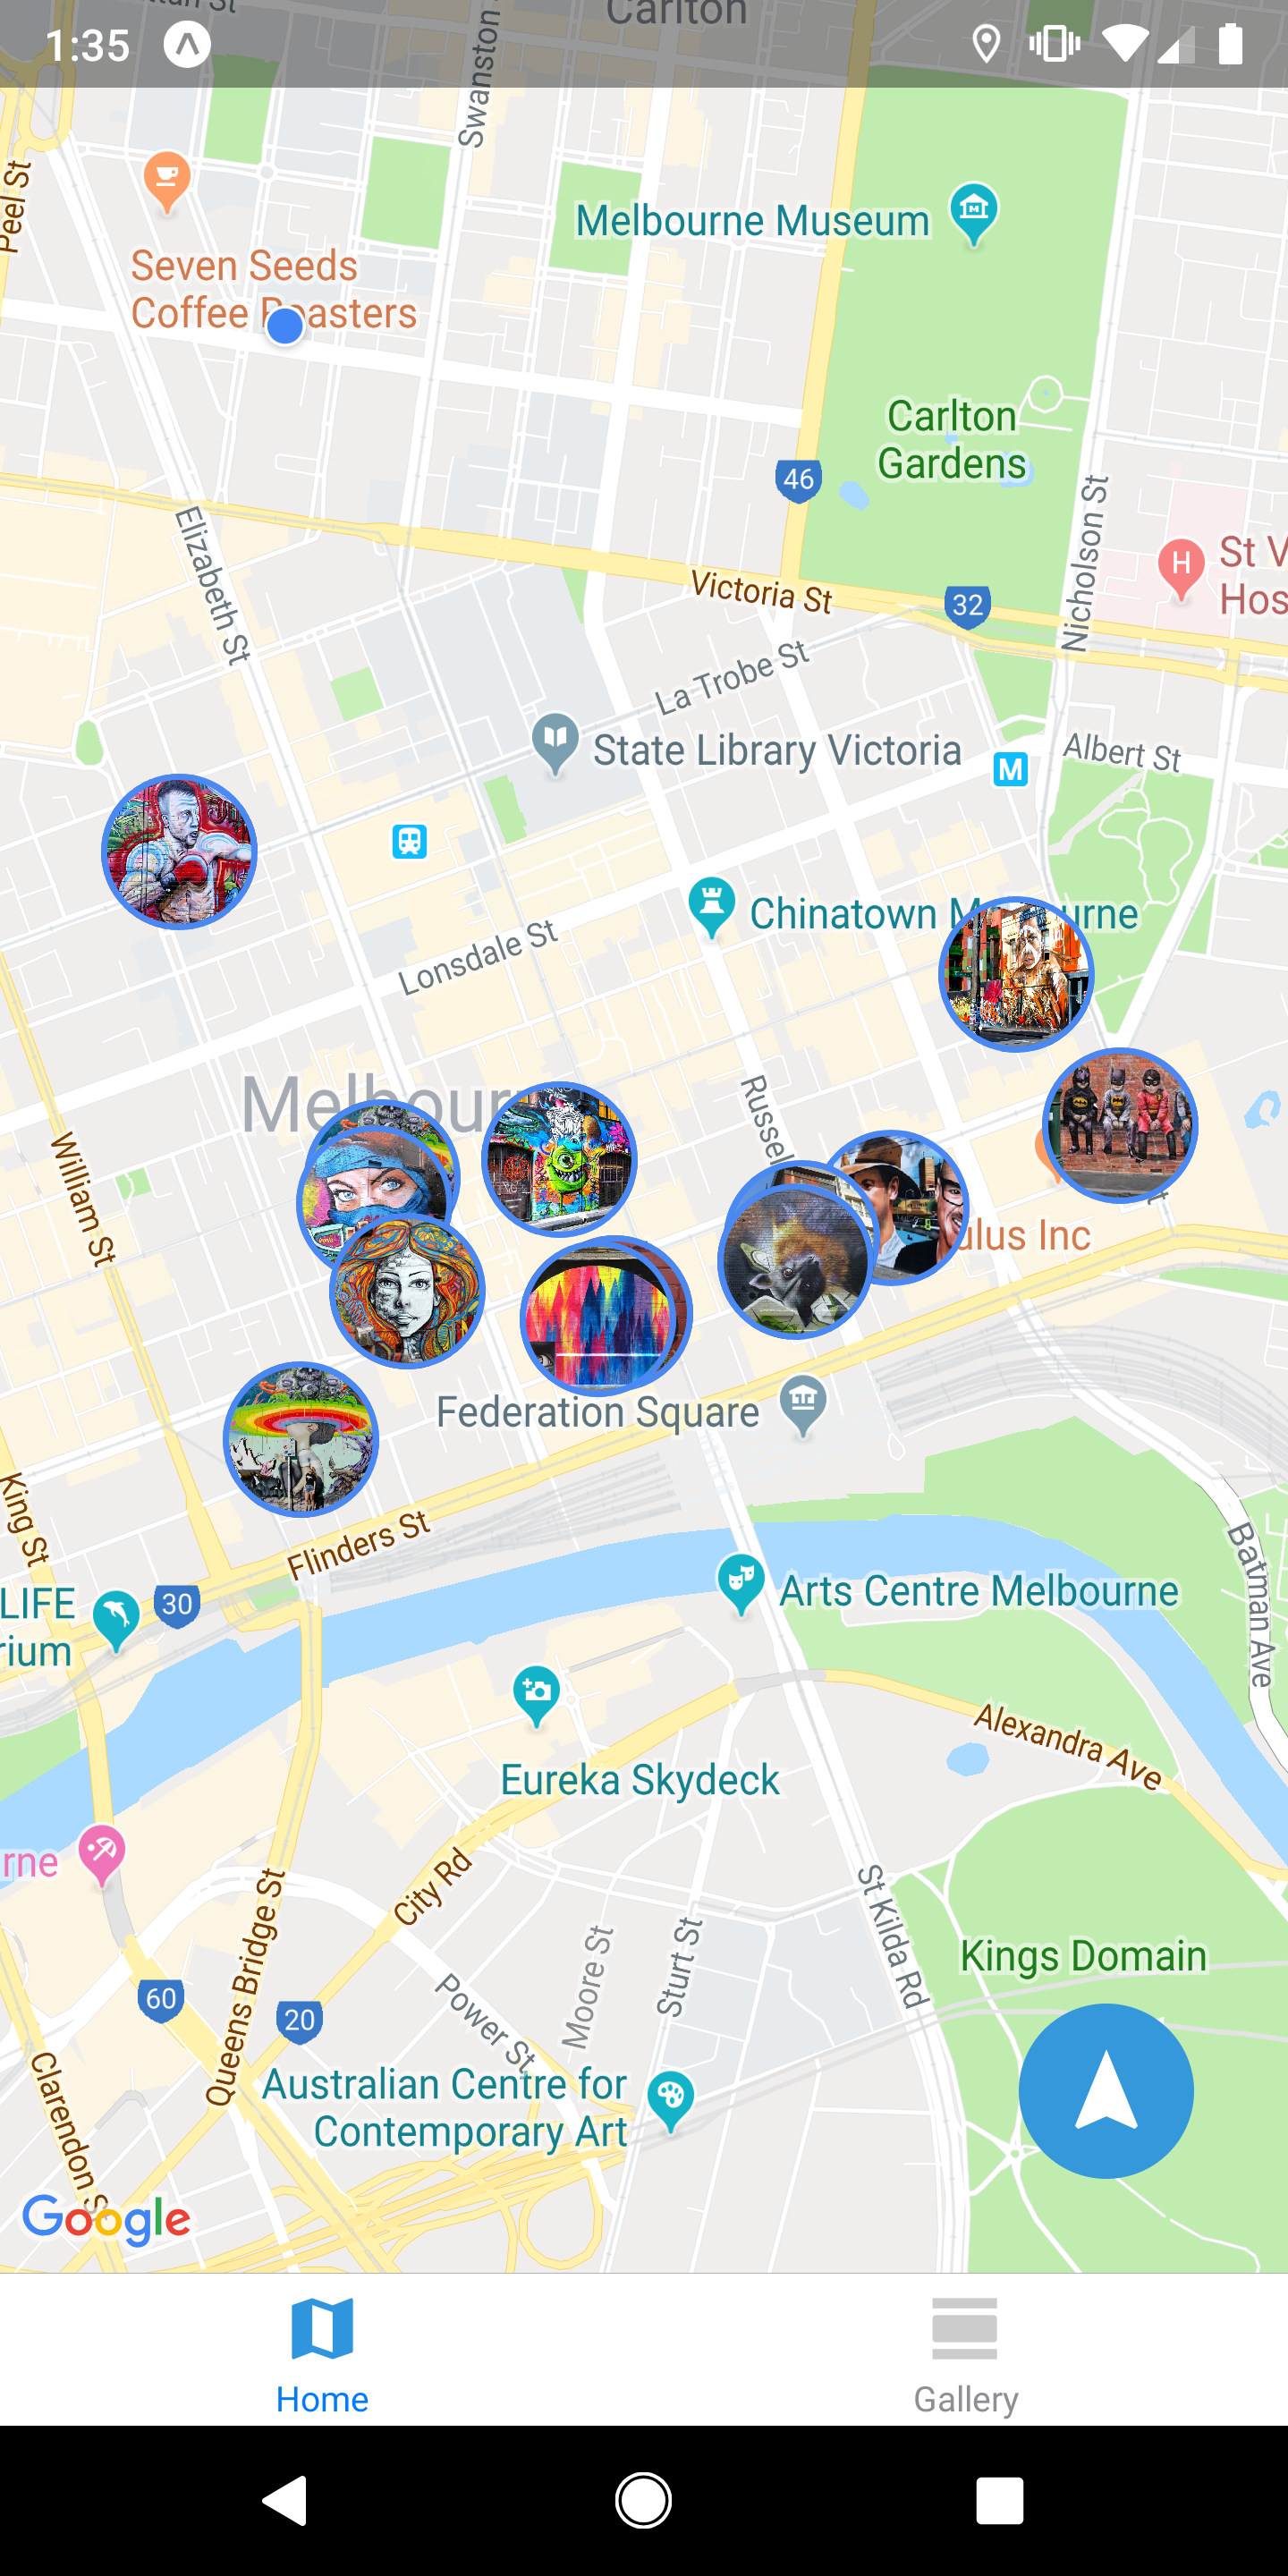 1:35
Carlton
Swanston
Peel St
Melbourne Museum
Seven Seeds
Coffee Roasters
Carlton
Gardens
46
Nicholson St
Elizabeth St
St V
Hos
H
Victoria St
32
La Trobe St
State Library Victoria
Albert St
M
Chinatown M urne
Lonsdale St
Melbour
Russel
William St
ulus Inc
Federation Square
King St
Flinders St
Batman Ave
LIFE
rium
30
Arts Centre Melbourne
Alexandra Ave
Eureka Skydeck
rne
City Rd
St Kilda Rd
Queens Bridge St
Moore St
Sturt St
Kings Domain
60
20
Power St
Australian Centre for
Contemporary Art
Clarendon S
Google
Home
Gallery